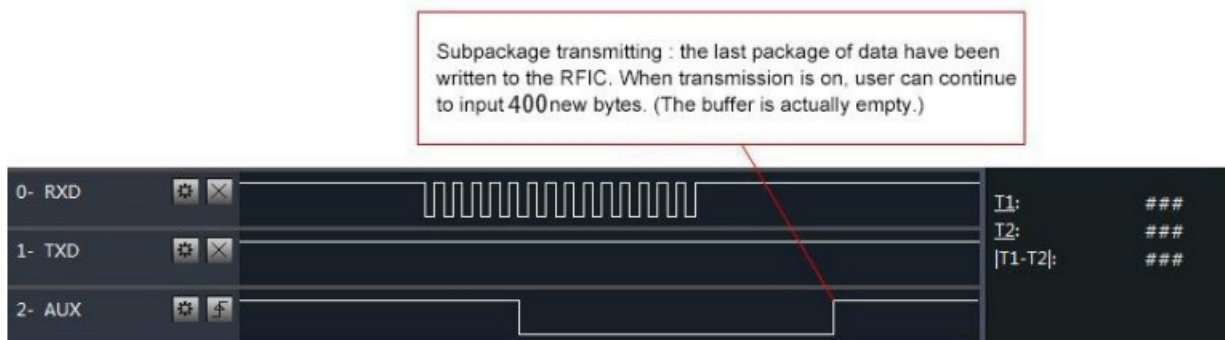 Subpackage transmitting : the last package of data have been
written to the RFIC. When transmission is on, user can continue
to input 400 new bytes. (The buffer is actually empty.)
0- RXD
T1: ###
1- TXD
T2: ###
|T1-T2|: ###
2- AUX